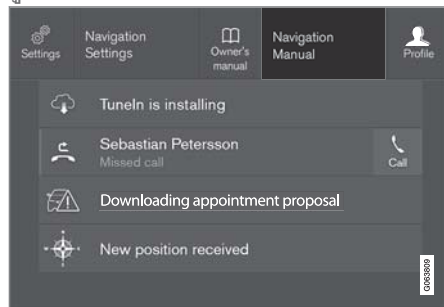 Settings
Navigation
Settings
Owner's
manual
Navigation
Manual
Profile
TuneIn is installing
Sebastian Petersson
Missed call
Call
Downloading appointment proposal
New position received
G063809